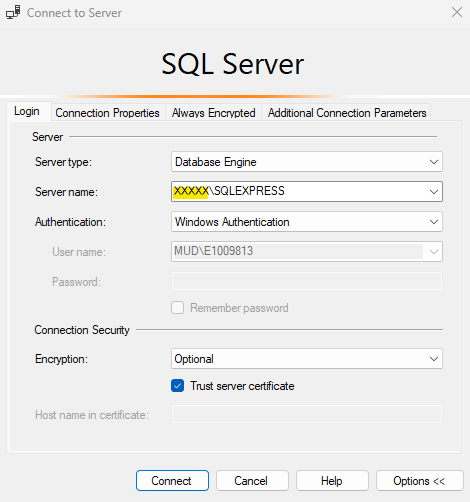 Connect to Server
SQL Server
Login Connection Properties Always Encrypted Additional Connection Parameters
Server
Server type: Database Engine
Server name: XXXXX\SQLEXPRESS
Authentication: Windows Authentication
User name: MUD\E1009813
Password:
Remember password
Connection Security
Encryption: Optional
Trust server certificate
Host name in certificate:
Connect Cancel Help Options <<